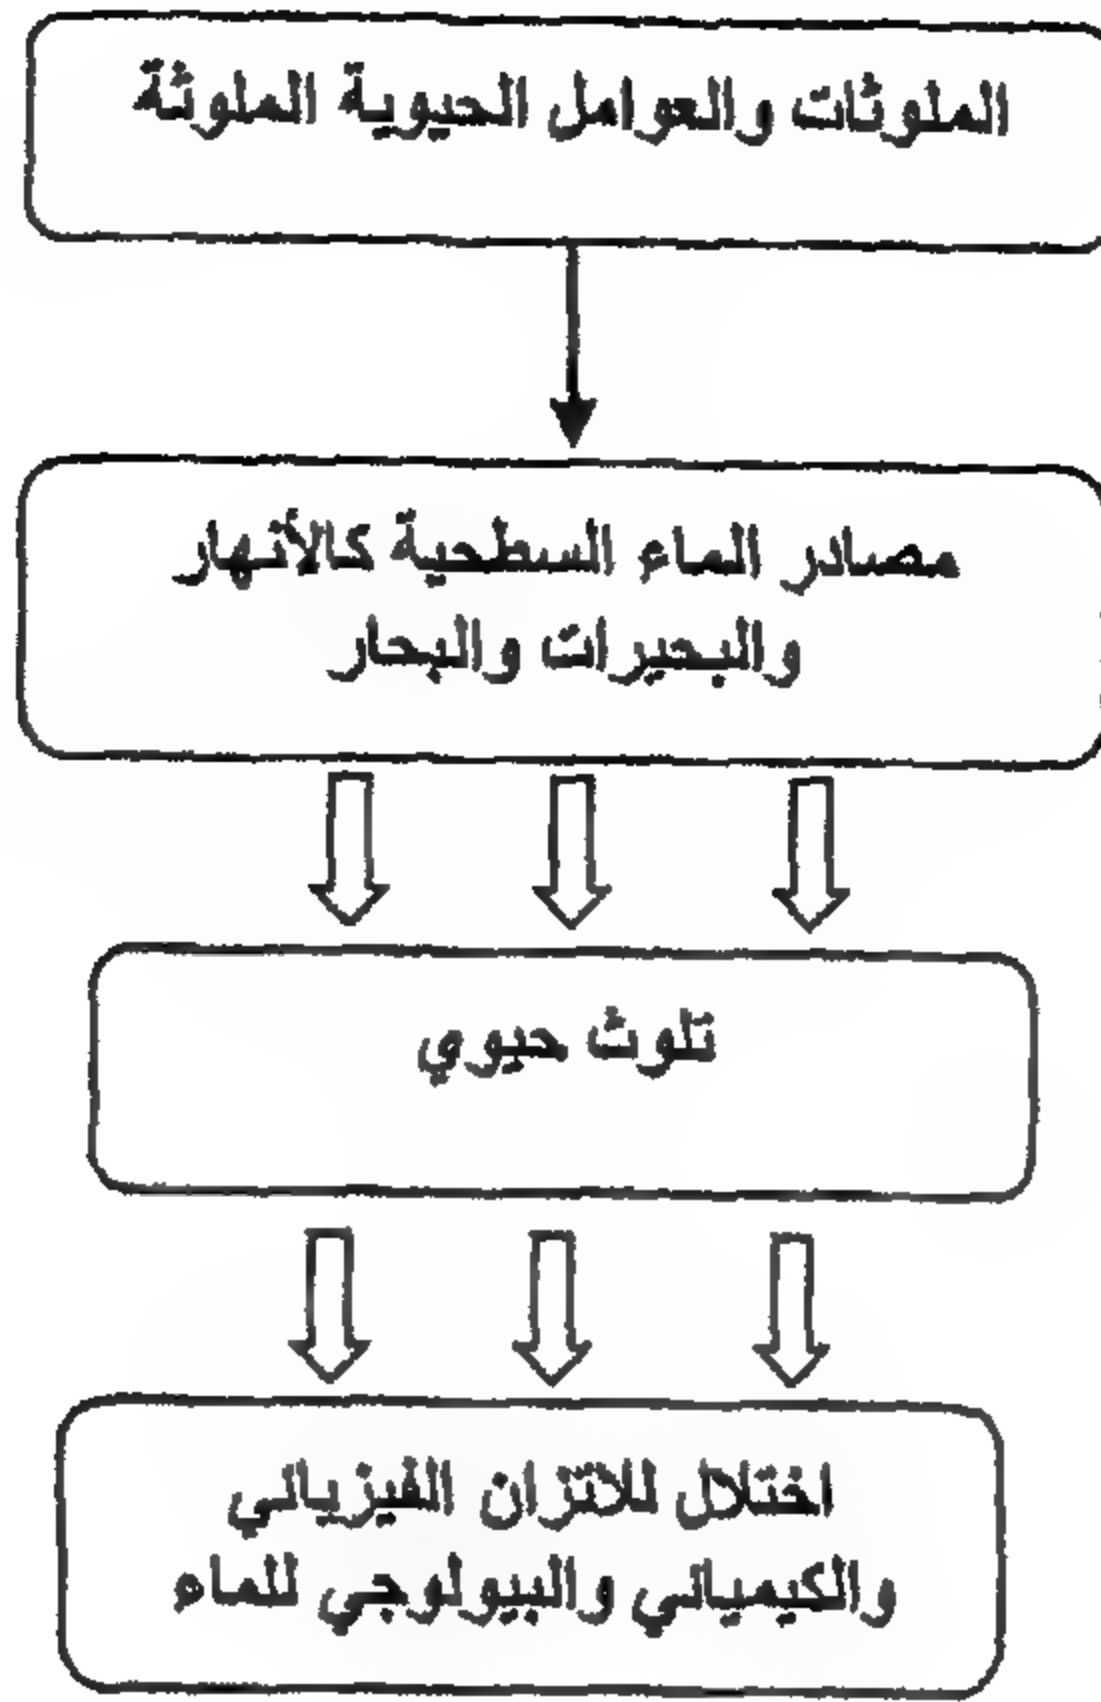 الملوثات والعوامل الحيوية الملوثة
مصادر الماء السطحية كالأنهار
والبحيرات والبحار
تلوث حيوي
اختلال للاتزان الفيزيائي
والكيميائي والبيولوجي للماء